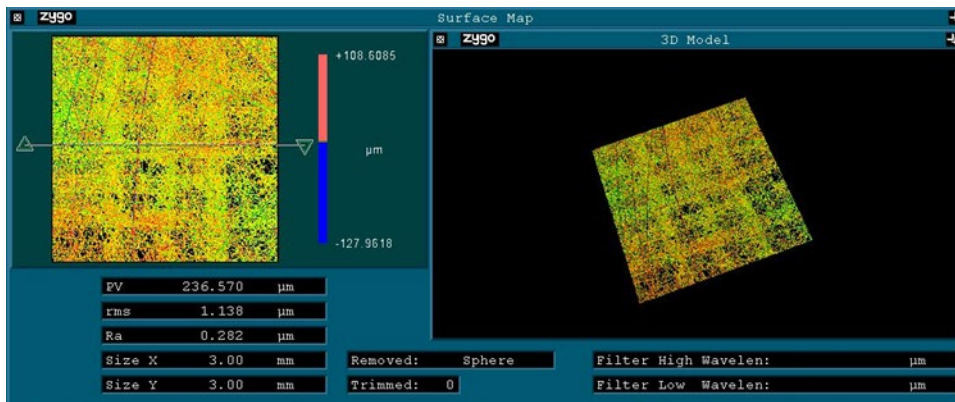 zygo Surface Map
+108.6085
µm
-127.9618
zygo 3D Model
PV 236.570 µm
rms 1.138 µm
Ra 0.282 µm
Size X 3.00 mm
Size Y 3.00 mm
Removed: Sphere
Trimmed: 0
Filter High Wavelen: µm
Filter Low Wavelen: µm